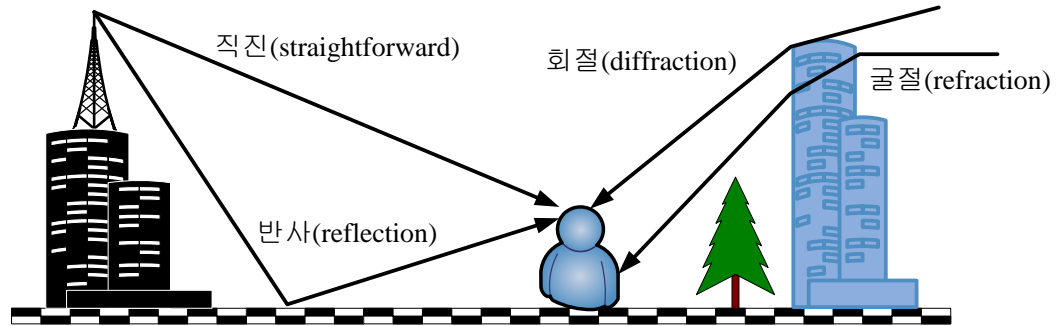 직진(straightforward)
회절(diffraction)
굴절(refraction)
반사(reflection)